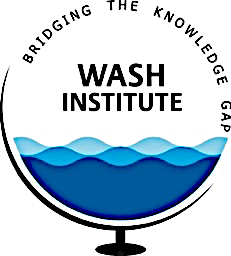 BRIDGING THE KNOWLEDGE GAP
WASH
INSTITUTE